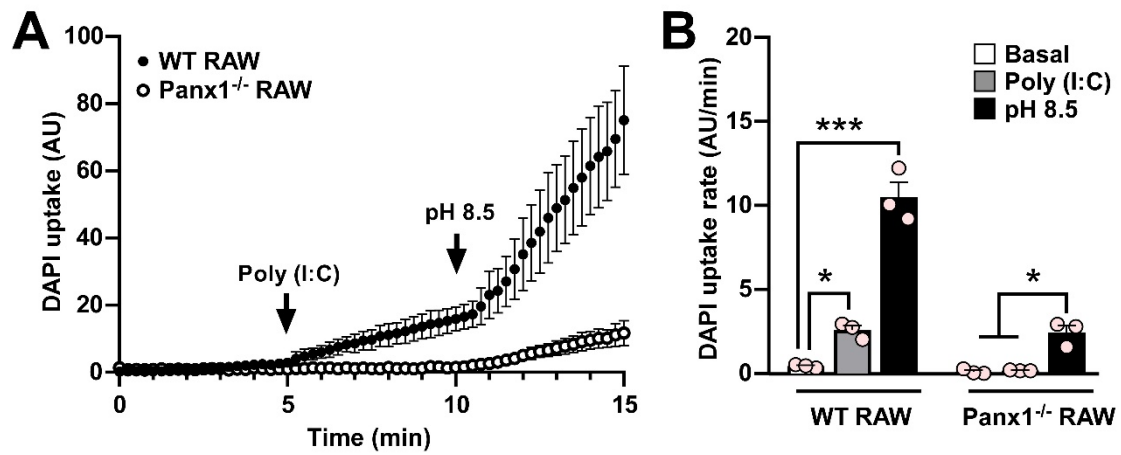 A
DAPI uptake (AU)
100
80
60
40
20
0
WT RAW
Panx1-/- RAW
Poly (I:C)
pH 8.5
0
5
10
15
Time (min)
B
DAPI uptake rate (AU/min)
20
15
10
5
0
Basal
Poly (I:C)
pH 8.5
***
*
*
WT RAW
Panx1-/- RAW